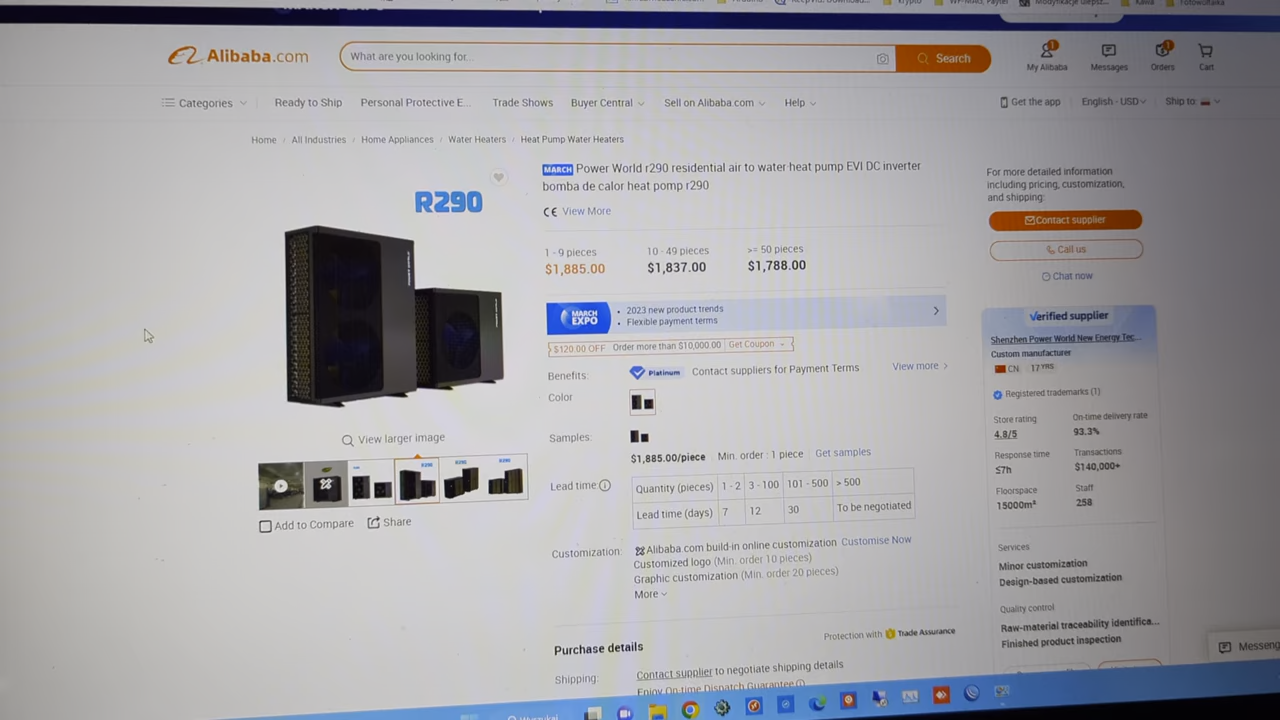 Alibaba.com
What are you looking for...
Search
My Alibaba
Messages
Orders
Cart
Categories
Ready to Ship
Personal Protective E...
Trade Shows
Buyer Central
Sell on Alibaba.com
Help
Get the app
English - USD
Ship to:
Home / All Industries / Home Appliances / Water Heaters / Heat Pump Water Heaters
R290
MARCH Power World r290 residential air to water heat pump EVI DC inverter
bomba de calor heat pomp r290
CE View More
1 - 9 pieces
$1,885.00
10 - 49 pieces
$1,837.00
>= 50 pieces
$1,788.00
MARCH
EXPO
• 2023 new product trends
• Flexible payment terms
$120.00 OFF Order more than $10,000.00 Get Coupon
Benefits:
Platinum
Contact suppliers for Payment Terms
View more >
Color
Samples:
$1,885.00/piece
Min. order : 1 piece
Get samples
Lead time:
Quantity (pieces) 1 - 2 3 - 100 101 - 500 > 500
Lead time (days) 7 12 30 To be negotiated
Customization:
Alibaba.com build-in online customization Customise Now
Customized logo (Min. order 10 pieces)
Graphic customization (Min. order 20 pieces)
More
Purchase details
Protection with Trade Assurance
Shipping:
Contact supplier to negotiate shipping details
Enjoy On-time Dispatch Guarantee
View larger image
Add to Compare
Share
For more detailed information
including pricing, customization,
and shipping:
Contact supplier
Call us
Chat now
Verified supplier
Shenzhen Power World New Energy Tec...
Custom manufacturer
CN 17 YRS
Registered trademarks (1)
Store rating
4.8/5
On-time delivery rate
93.3%
Response time
≤7h
Transactions
$140,000+
Floorspace
15000m²
Staff
258
Services
Minor customization
Design-based customization
Quality control
Raw-material traceability identifica...
Finished product inspection
Messeng